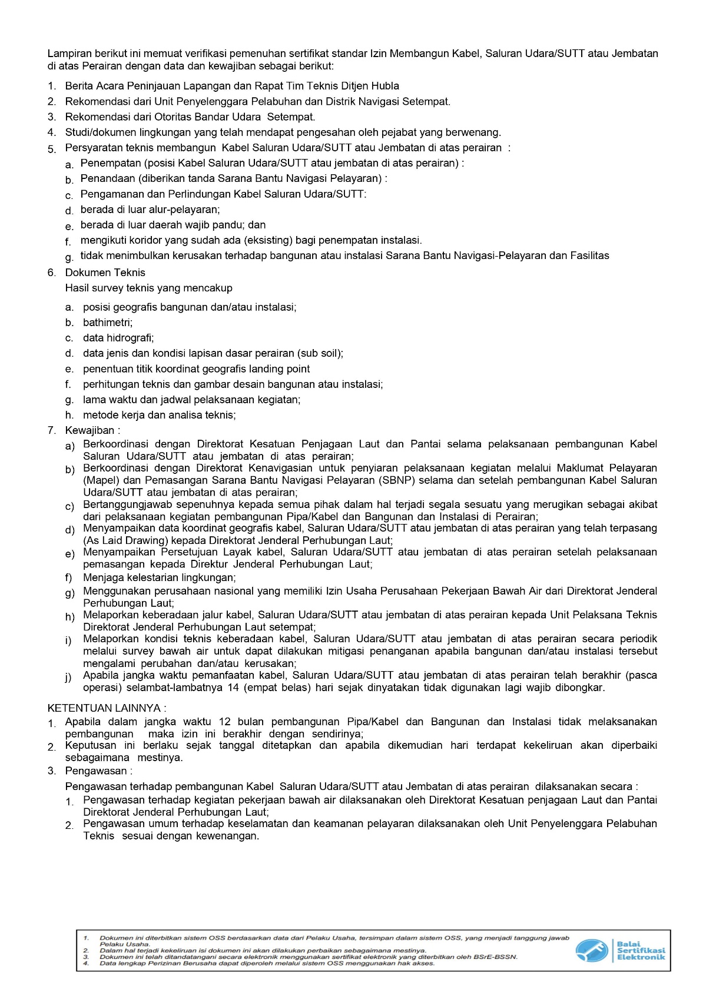 Lampiran berikut ini memuat verifikasi pemenuhan sertifikat standar Izin Membangun Kabel, Saluran Udara/SUTT atau Jembatan
di atas Perairan dengan data dan kewajiban sebagai berikut:
1. Berita Acara Peninjauan Lapangan dan Rapat Tim Teknis Ditjen Hubla
2. Rekomendasi dari Unit Penyelenggara Pelabuhan dan Distrik Navigasi Setempat.
3. Rekomendasi dari Otoritas Bandar Udara Setempat.
4. Studi/dokumen lingkungan yang telah mendapat pengesahan oleh pejabat yang berwenang.
5. Persyaratan teknis membangun Kabel Saluran Udara/SUTT atau Jembatan di atas perairan :
a. Penempatan (posisi Kabel Saluran Udara/SUTT atau jembatan di atas perairan) :
b. Penandaan (diberikan tanda Sarana Bantu Navigasi Pelayaran) :
c. Pengamanan dan Perlindungan Kabel Saluran Udara/SUTT:
d. berada di luar alur-pelayaran;
e. berada di luar daerah wajib pandu; dan
f. mengikuti koridor yang sudah ada (eksisting) bagi penempatan instalasi.
g. tidak menimbulkan kerusakan terhadap bangunan atau instalasi Sarana Bantu Navigasi-Pelayaran dan Fasilitas
6. Dokumen Teknis
Hasil survey teknis yang mencakup
a. posisi geografis bangunan dan/atau instalasi;
b. bathimetri;
c. data hidrografi;
d. data jenis dan kondisi lapisan dasar perairan (sub soil);
e. penentuan titik koordinat geografis landing point
f. perhitungan teknis dan gambar desain bangunan atau instalasi;
g. lama waktu dan jadwal pelaksanaan kegiatan;
h. metode kerja dan analisa teknis;
7. Kewajiban :
a) Berkoordinasi dengan Direktorat Kesatuan Penjagaan Laut dan Pantai selama pelaksanaan pembangunan Kabel
Saluran Udara/SUTT atau jembatan di atas perairan;
b) Berkoordinasi dengan Direktorat Kenavigasian untuk penyiaran pelaksanaan kegiatan melalui Maklumat Pelayaran
(Mapel) dan Pemasangan Sarana Bantu Navigasi Pelayaran (SBNP) selama dan setelah pembangunan Kabel Saluran
Udara/SUTT atau jembatan di atas perairan;
c) Bertanggungjawab sepenuhnya kepada semua pihak dalam hal terjadi segala sesuatu yang merugikan sebagai akibat
dari pelaksanaan kegiatan pembangunan Pipa/Kabel dan Bangunan dan Instalasi di Perairan;
d) Menyampaikan data koordinat geografis kabel, Saluran Udara/SUTT atau jembatan di atas perairan yang telah terpasang
(As Laid Drawing) kepada Direktorat Jenderal Perhubungan Laut;
e) Menyampaikan Persetujuan Layak kabel, Saluran Udara/SUTT atau jembatan di atas perairan setelah pelaksanaan
pemasangan kepada Direktur Jenderal Perhubungan Laut;
f) Menjaga kelestarian lingkungan;
g) Menggunakan perusahaan nasional yang memiliki Izin Usaha Perusahaan Pekerjaan Bawah Air dari Direktorat Jenderal
Perhubungan Laut;
h) Melaporkan keberadaan jalur kabel, Saluran Udara/SUTT atau jembatan di atas perairan kepada Unit Pelaksana Teknis
Direktorat Jenderal Perhubungan Laut setempat;
i) Melaporkan kondisi teknis keberadaan kabel, Saluran Udara/SUTT atau jembatan di atas perairan secara periodik
melalui survey bawah air untuk dapat dilakukan mitigasi penanganan apabila bangunan dan/atau instalasi tersebut
mengalami perubahan dan/atau kerusakan;
j) Apabila jangka waktu pemanfaatan kabel, Saluran Udara/SUTT atau jembatan di atas perairan telah berakhir (pasca
operasi) selambat-lambatnya 14 (empat belas) hari sejak dinyatakan tidak digunakan lagi wajib dibongkar.
KETENTUAN LAINNYA :
1. Apabila dalam jangka waktu 12 bulan pembangunan Pipa/Kabel dan Bangunan dan Instalasi tidak melaksanakan
pembangunan maka izin ini berakhir dengan sendirinya;
2. Keputusan ini berlaku sejak tanggal ditetapkan dan apabila dikemudian hari terdapat kekeliruan akan diperbaiki
sebagaimana mestinya.
3. Pengawasan :
Pengawasan terhadap pembangunan Kabel Saluran Udara/SUTT atau Jembatan di atas perairan dilaksanakan secara :
1. Pengawasan terhadap kegiatan pekerjaan bawah air dilaksanakan oleh Direktorat Kesatuan penjagaan Laut dan Pantai
Direktorat Jenderal Perhubungan Laut;
2. Pengawasan umum terhadap keselamatan dan keamanan pelayaran dilaksanakan oleh Unit Penyelenggara Pelabuhan
Teknis sesuai dengan kewenangan.
1. Dokumen ini diterbitkan sistem OSS berdasarkan data dari Pelaku Usaha, tersimpan dalam sistem OSS, yang menjadi tanggung jawab
Pelaku Usaha.
2. Dalam hal terjadi kekeliruan isi dokumen ini akan dilakukan perbaikan sebagaimana mestinya.
3. Dokumen ini telah ditandatangani secara elektronik menggunakan sertifikat elektronik yang diterbitkan oleh BSrE-BSSN.
4. Data lengkap Perizinan Berusaha dapat diperoleh melalui sistem OSS menggunakan hak akses.
Balai
Sertifikasi
Elektronik